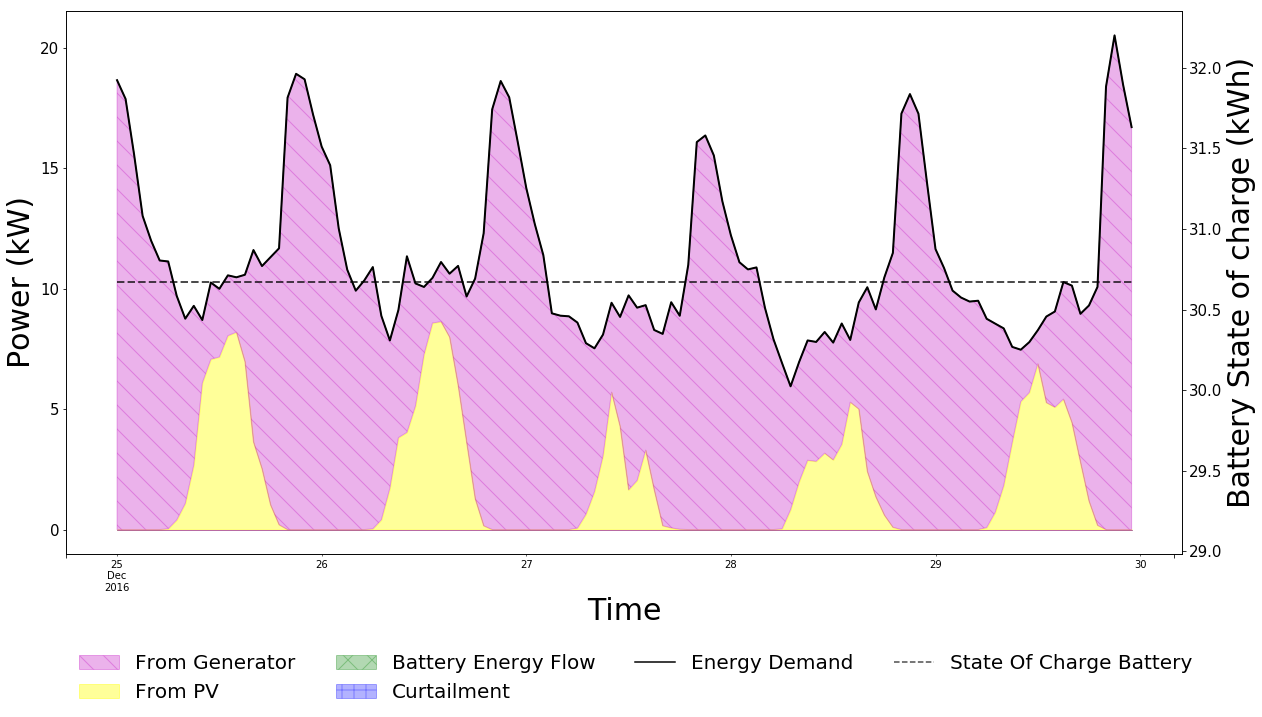 Power (kW)
20
15
10
5
0
32.0
31.5
31.0
30.5
30.0
29.5
29.0
Battery State of charge (kWh)
25
Dec
2016
26
27
28
29
30
Time
From Generator
Battery Energy Flow
Energy Demand
State Of Charge Battery
From PV
Curtailment